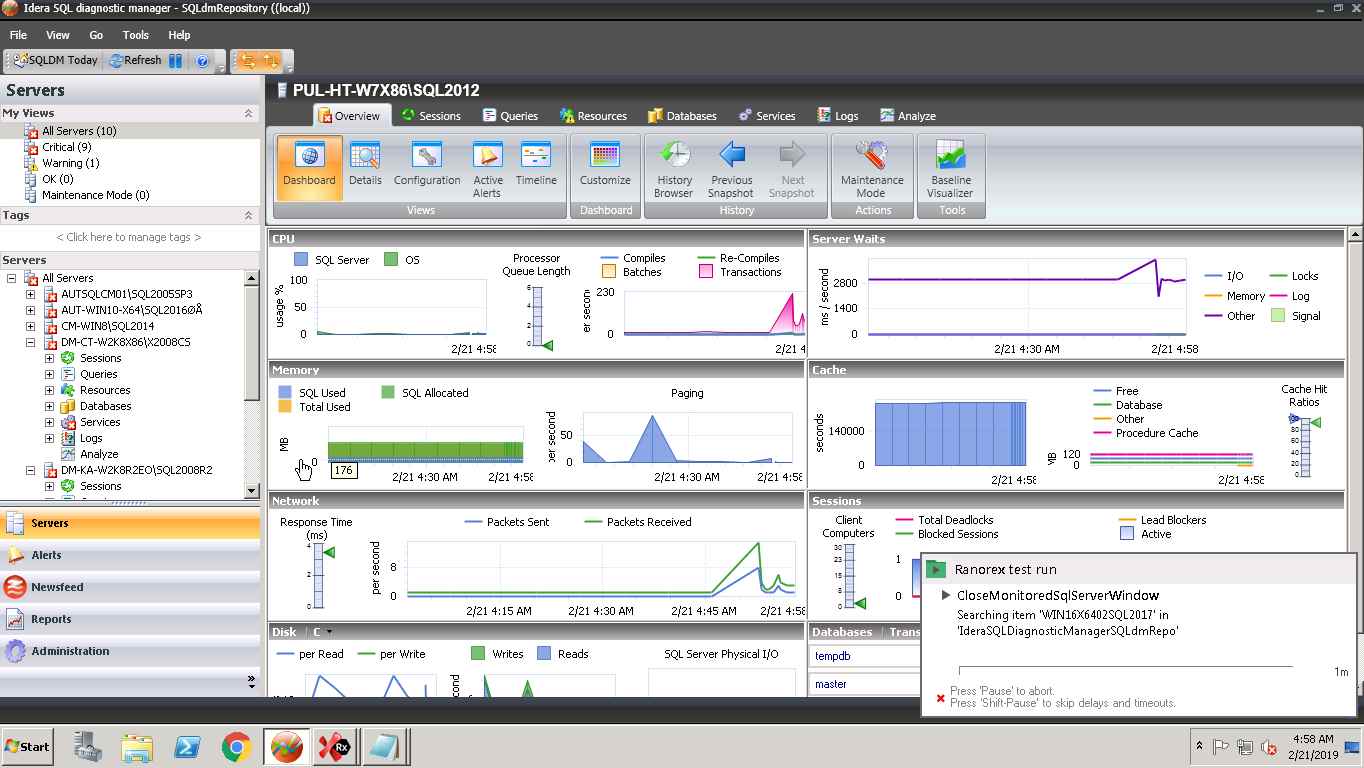 Idera SQL diagnostic manager - SQLdmRepository ((local))
File View Go Tools Help
SQLDM Today Refresh
Servers
My Views
All Servers (10)
Critical (9)
Warning (1)
OK (0)
Maintenance Mode (0)
Tags
< Click here to manage tags >
Servers
All Servers
AUTSQLCM01\SQL2005SP3
AUT-WIN10-X64\SQL2016ØÅ
CM-WIN8\SQL2014
DM-CT-W2K8X86\X2008CS
Sessions
Queries
Resources
Databases
Services
Logs
Analyze
DM-KA-W2K8R2EO\SQL2008R2
Sessions
Servers
Alerts
Newsfeed
Reports
Administration
PUL-HT-W7X86\SQL2012
Overview Sessions Queries Resources Databases Services Logs Analyze
Dashboard Details Configuration Active Alerts Timeline Customize History Browser Previous Snapshot Next Snapshot Maintenance Mode Baseline Visualizer
Views Dashboard History Actions Tools
CPU
SQL Server OS
Processor Queue Length
Compiles Re-Compiles
Batches Transactions
usage %
100
50
0
2/21 4:58
6
4
2
0
er second
230
0
2/21 4
Server Waits
ms / second
2800
1400
0
2/21 4:30 AM 2/21 4:58
I/O Locks
Memory Log
Other Signal
Memory
SQL Used SQL Allocated
Total Used
MB
0
176
2/21 4:30 AM 2/21 4:58
Paging
per second
50
0
2/21 4:30 AM 2/21 4:58
Cache
seconds
140000
0
2/21 4:58
Free
Database
Other
Procedure Cache
MB
120
0
2/21 4:58
Cache Hit Ratios
100
80
60
40
20
0
Network
Response Time (ms)
4
2
0
Packets Sent Packets Received
per second
8
0
2/21 4:15 AM 2/21 4:30 AM 2/21 4:45 AM 2/21 4:58
Sessions
Client Computers
30
23
15
8
0
Total Deadlocks Lead Blockers
Blocked Sessions Active
1
0
Disk C
per Read per Write Writes Reads SQL Server Physical I/O
Databases Trans
tempdb
master
Ranorex test run
CloseMonitoredSqlServerWindow
Searching item 'WIN16X6402SQL2017' in
'IderaSQLDiagnosticManagerSQLdmRepo'
1m
Press 'Pause' to abort.
Press 'Shift-Pause' to skip delays and timeouts.
Start
Rx
4:58 AM
2/21/2019